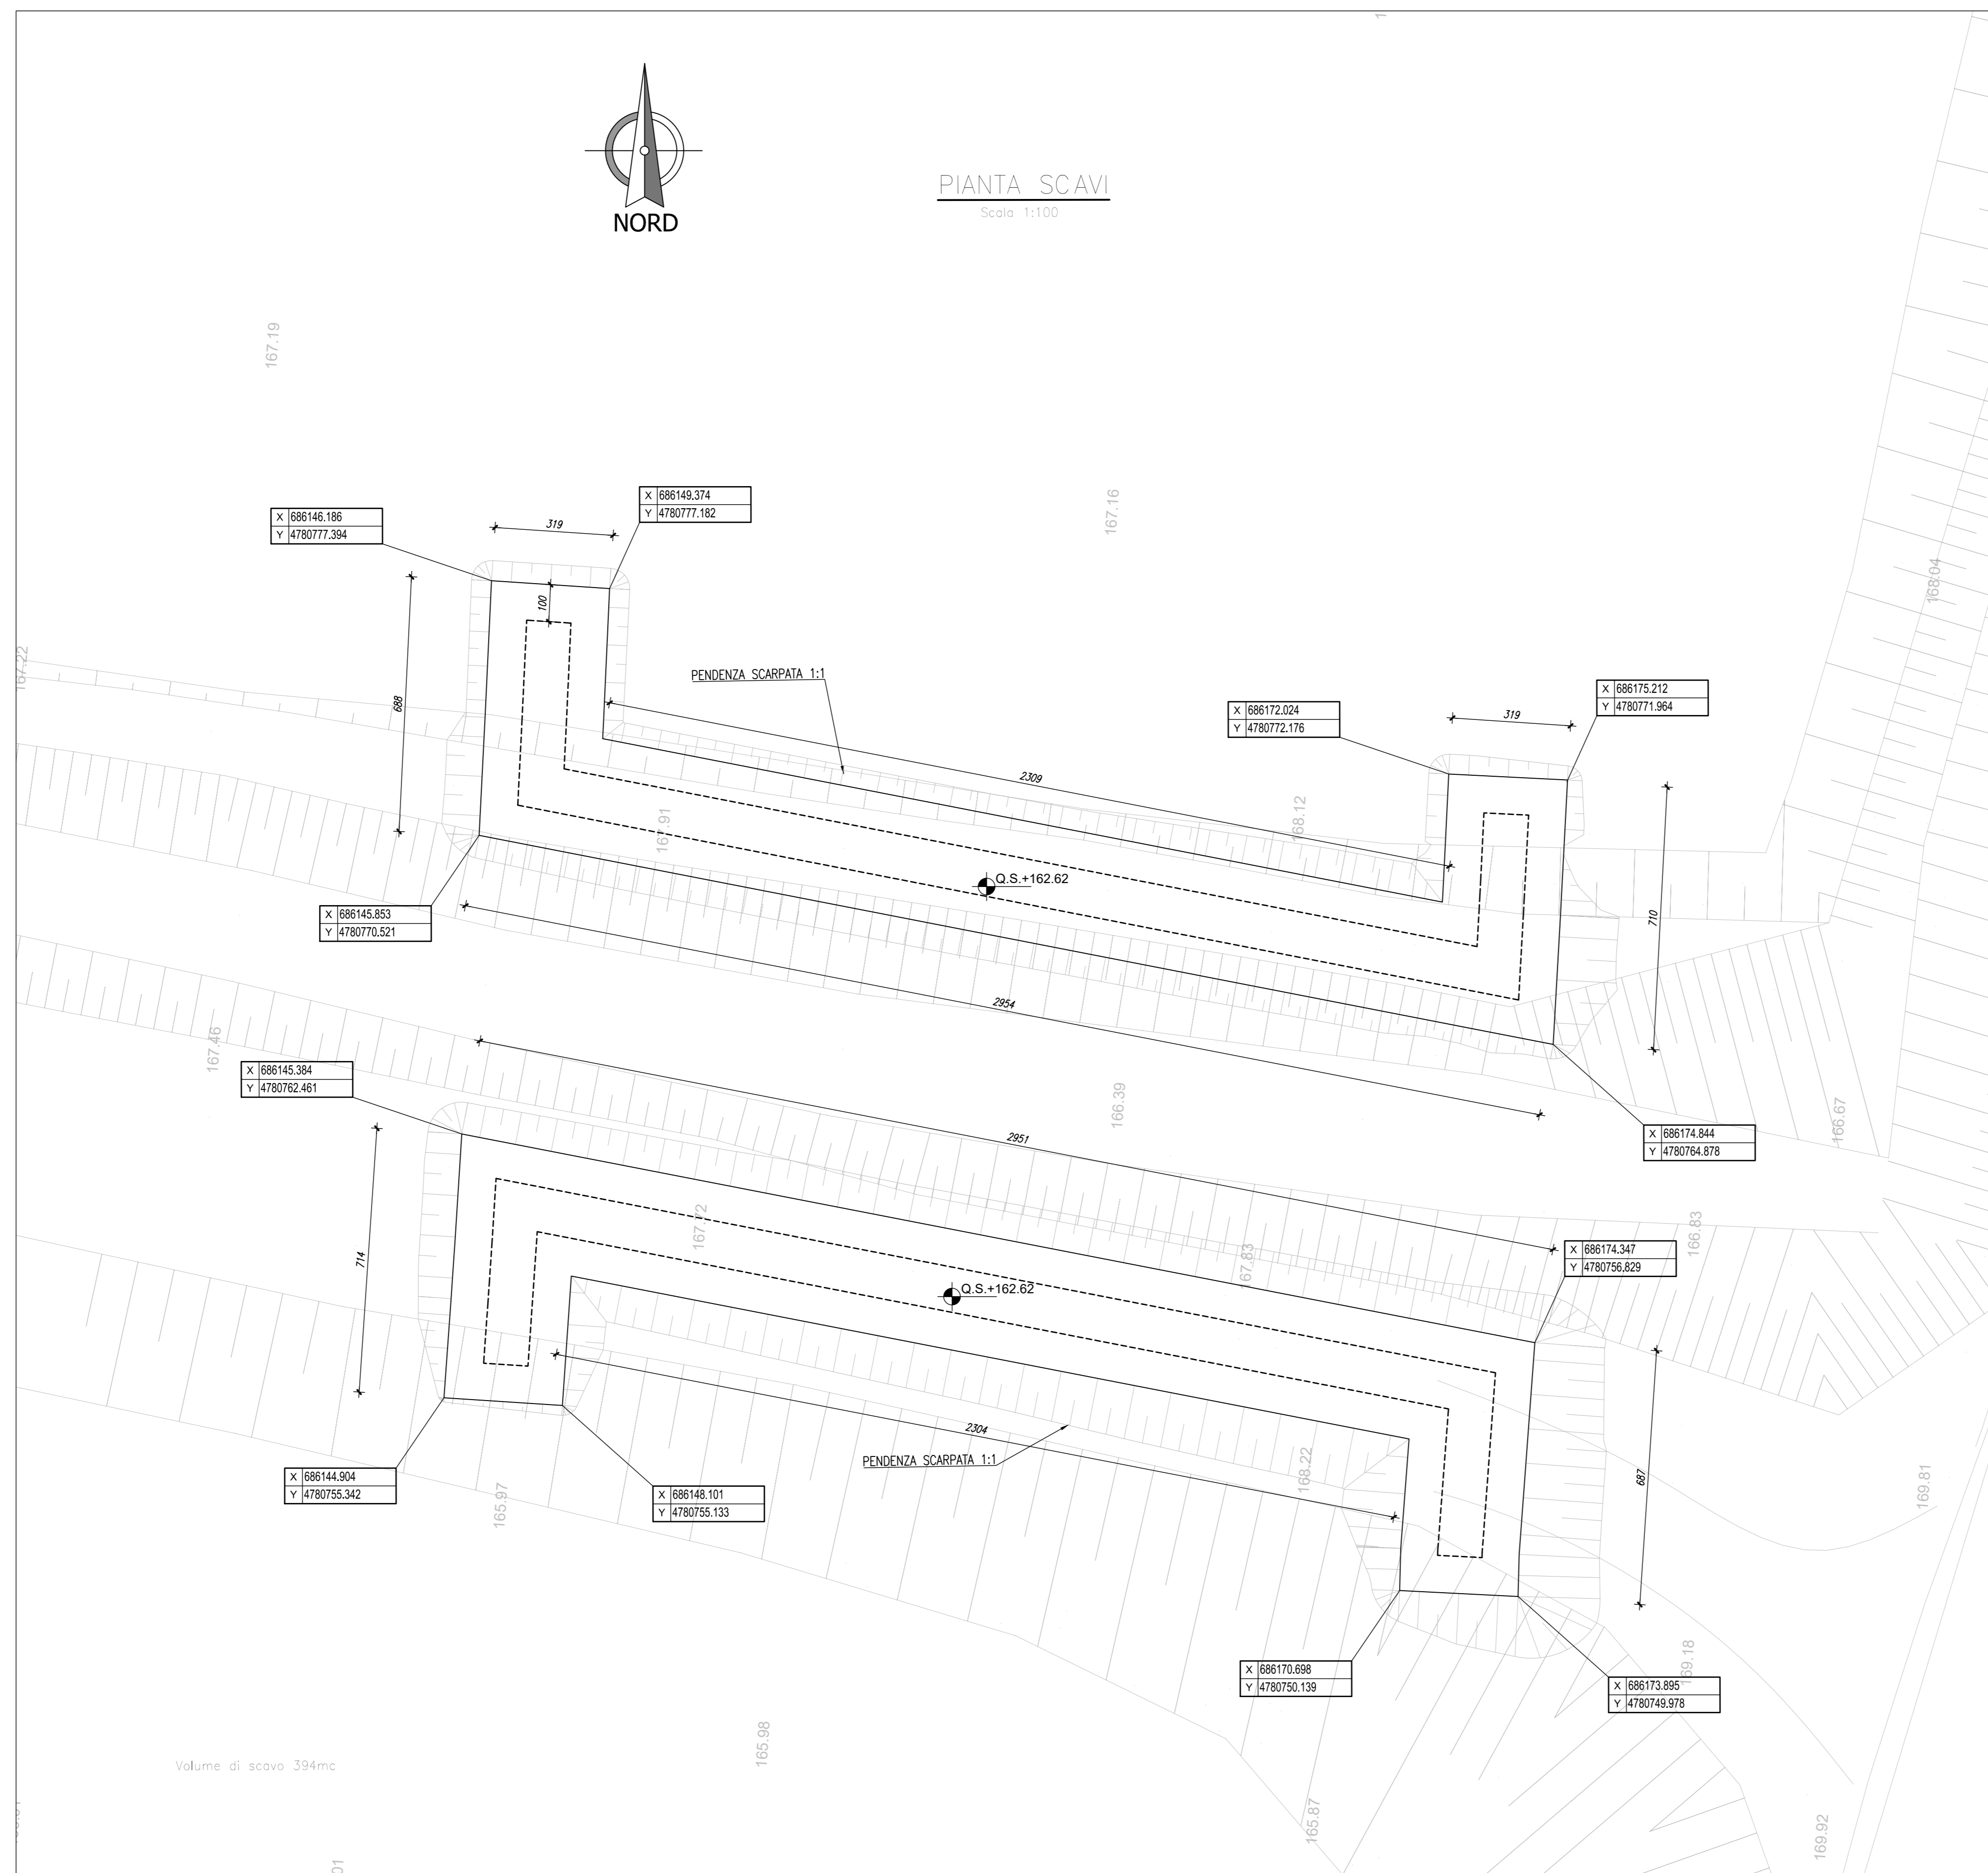 NORD
PIANTA SCAVI
Scala 1:100
167.19
X 686149.374
Y 4780777.182
X 686146.186
Y 4780777.394
319
167.16
100
168.04
167.22
688
PENDENZA SCARPATA 1:1
X 686175.212
Y 4780771.964
X 686172.024
Y 4780772.176
319
2309
168.12
167.91
Q.S.+162.62
710
X 686145.853
Y 4780770.521
2954
167.46
X 686145.384
Y 4780762.461
166.39
166.67
2951
X 686174.844
Y 4780764.878
167.72
166.83
714
67.83
X 686174.347
Y 4780756.829
Q.S.+162.62
2304
PENDENZA SCARPATA 1:1
168.22
687
169.81
X 686144.904
Y 4780755.342
165.97
X 686148.101
Y 4780755.133
X 686170.698
Y 4780750.139
169.18
X 686173.895
Y 4780749.978
165.98
Volume di scavo 394mc
165.87
169.92
01